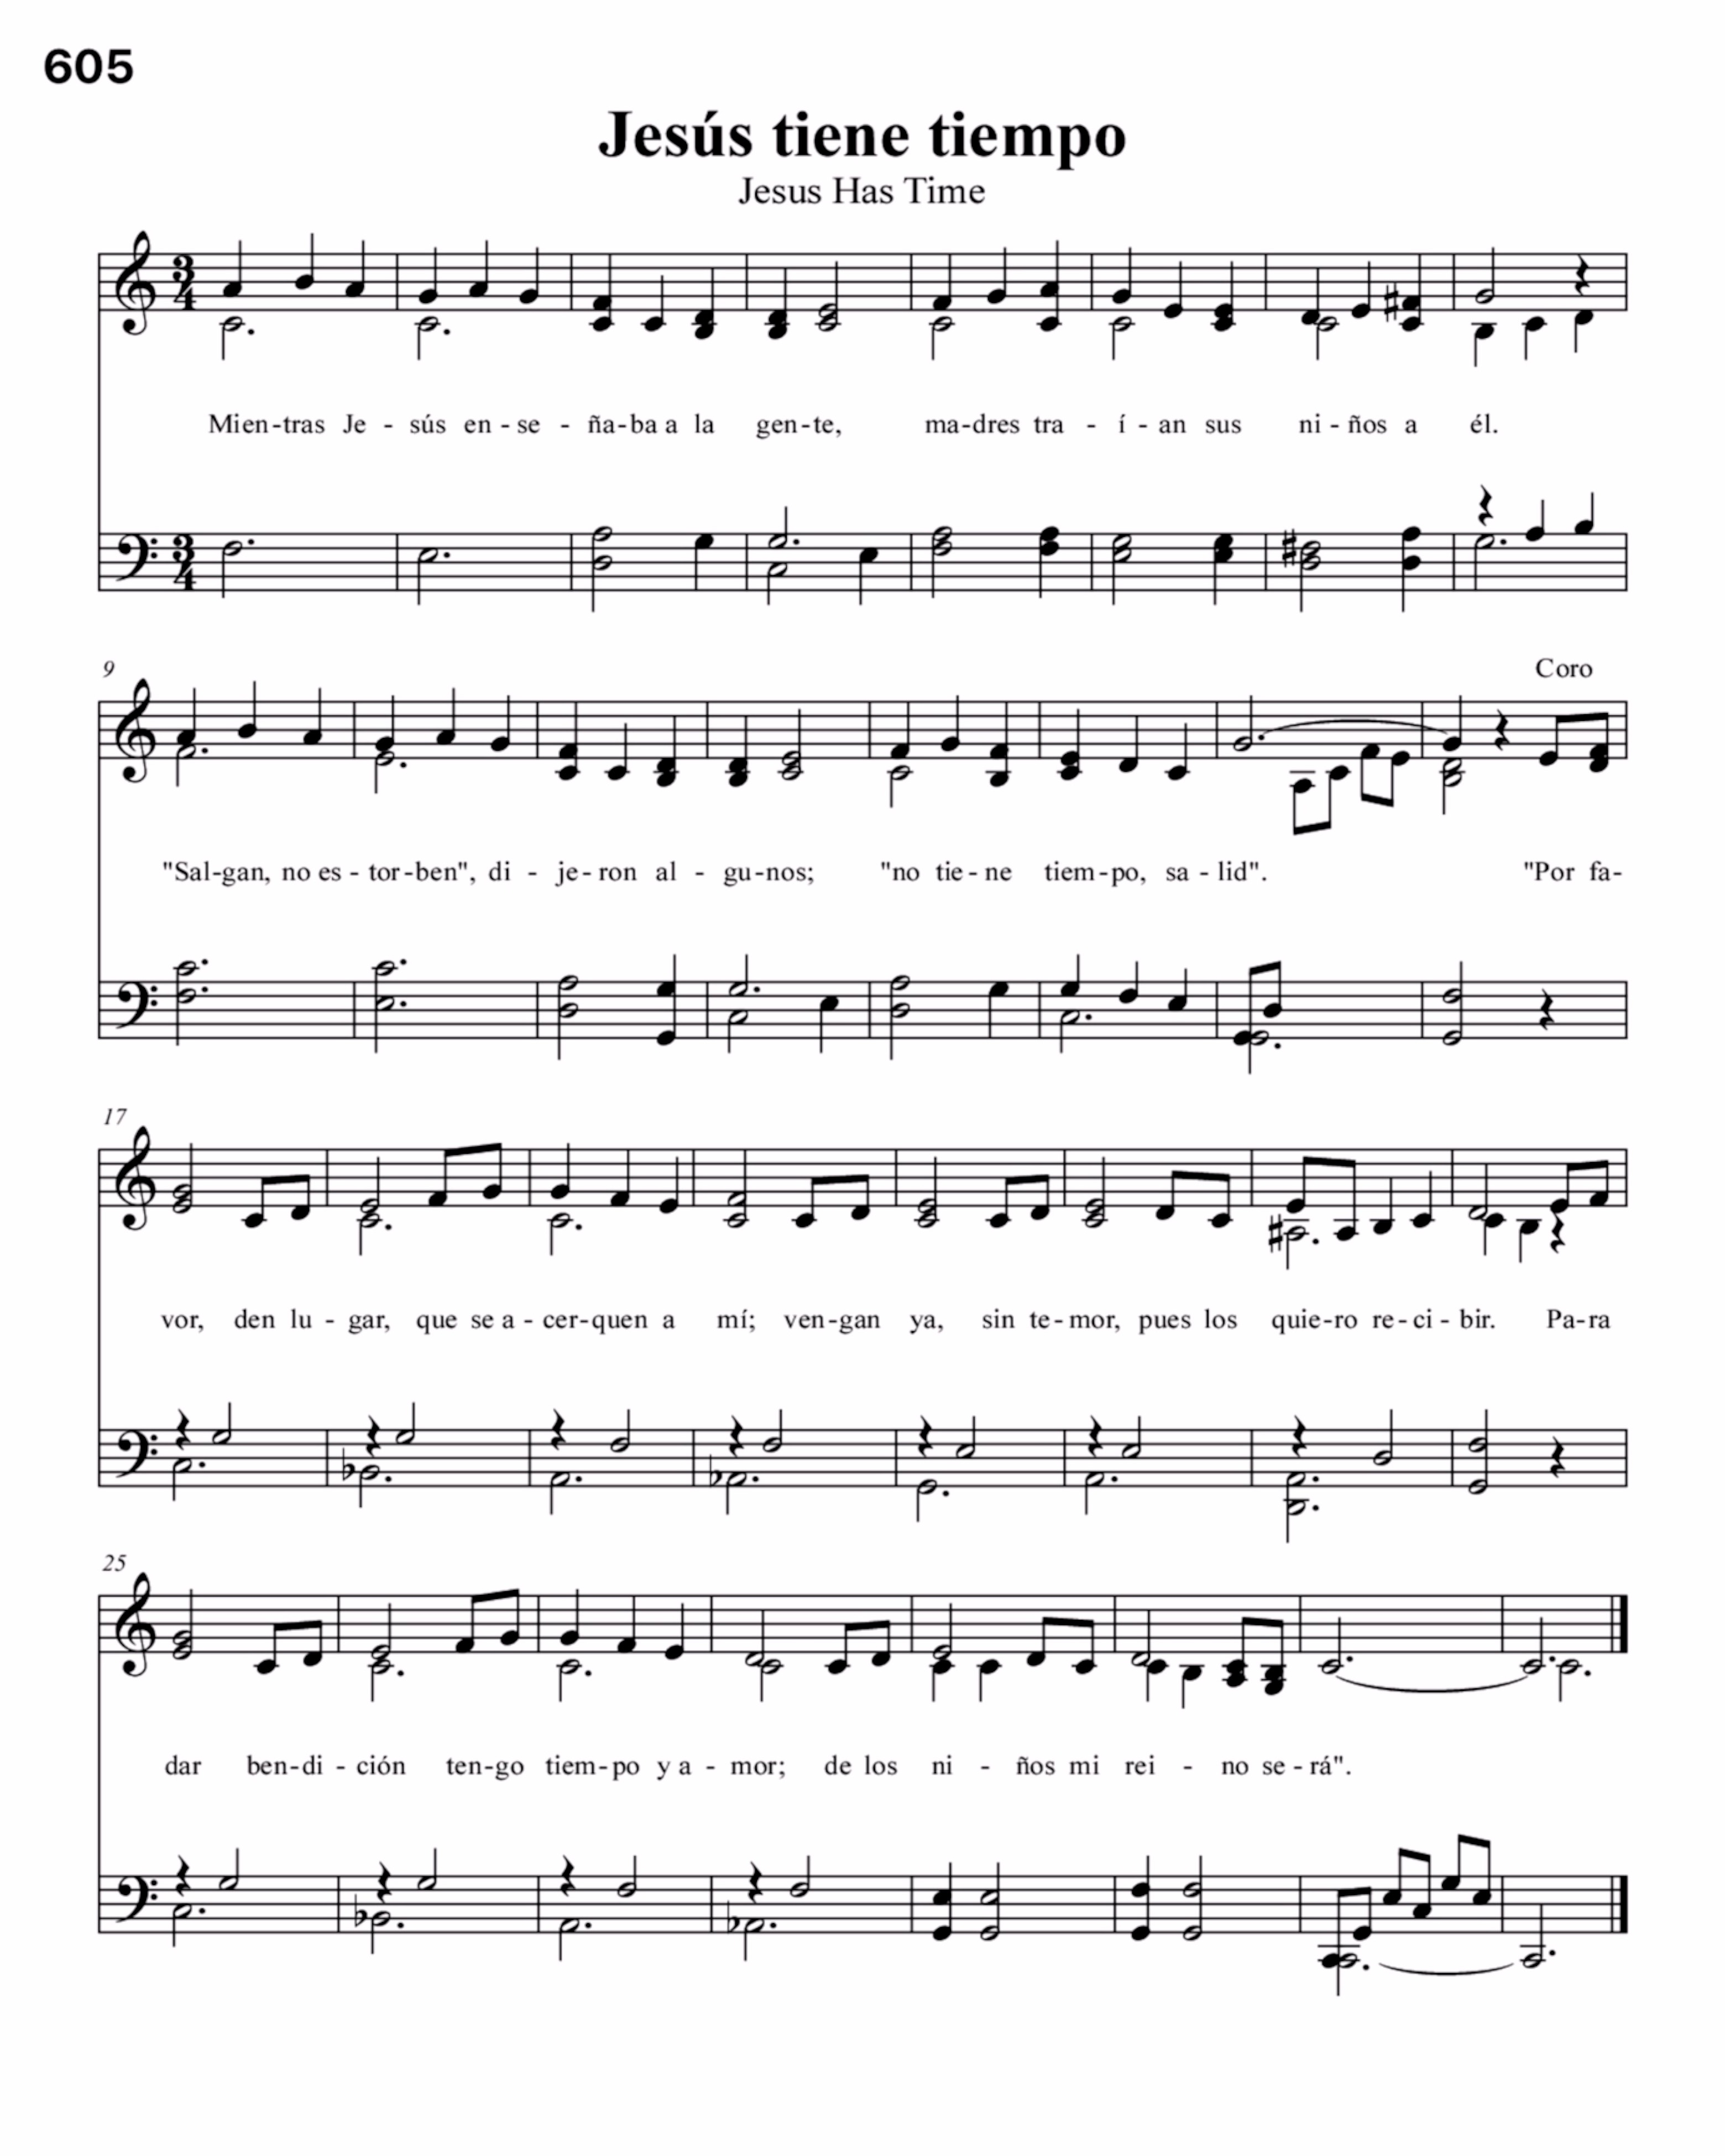 605
Jesús tiene tiempo
Jesus Has Time
3/4
Mien-tras Je - sús en - se - ña-ba a la gen-te, ma-dres tra - í - an sus ni - ños a él.
3/4
9
Coro
"Sal-gan, no es - tor-ben", di - je-ron al - gu-nos; "no tie-ne tiem-po, sa - lid". "Por fa-
17
vor, den lu - gar, que se a - cer-quen a mí; ven-gan ya, sin te-mor, pues los quie-ro re-ci - bir. Pa-ra
25
dar ben-di - ción ten-go tiem-po y a - mor; de los ni - ños mi rei - no se-rá".